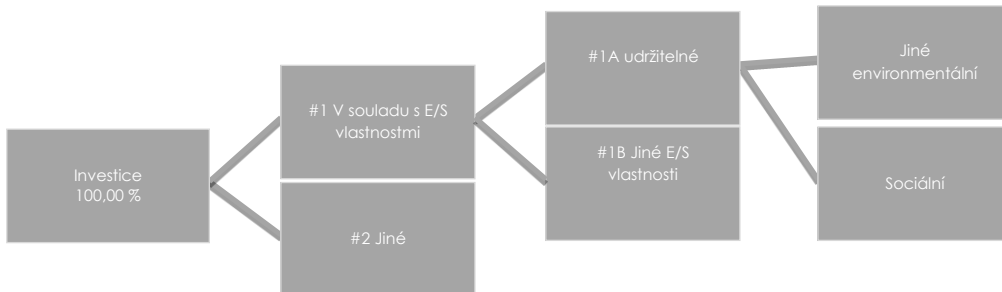 Investice
100,00 %
#1 V souladu s E/S
vlastnostmi
#2 Jiné
#1A udržitelné
#1B Jiné E/S
vlastnosti
Jiné
environmentální
Sociální